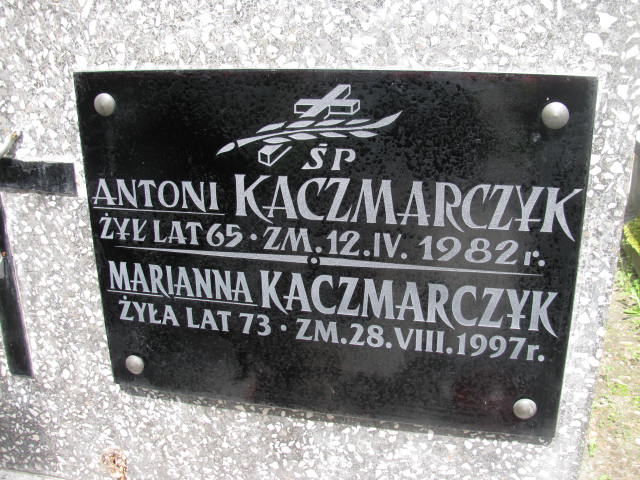 ŚP
ANTONI KACZMARCZYK
ŻYŁ LAT 65 · ZM. 12. IV. 1982 r.
MARIANNA KACZMARCZYK
ŻYŁA LAT 73 · ZM. 28. VIII. 1997 r.